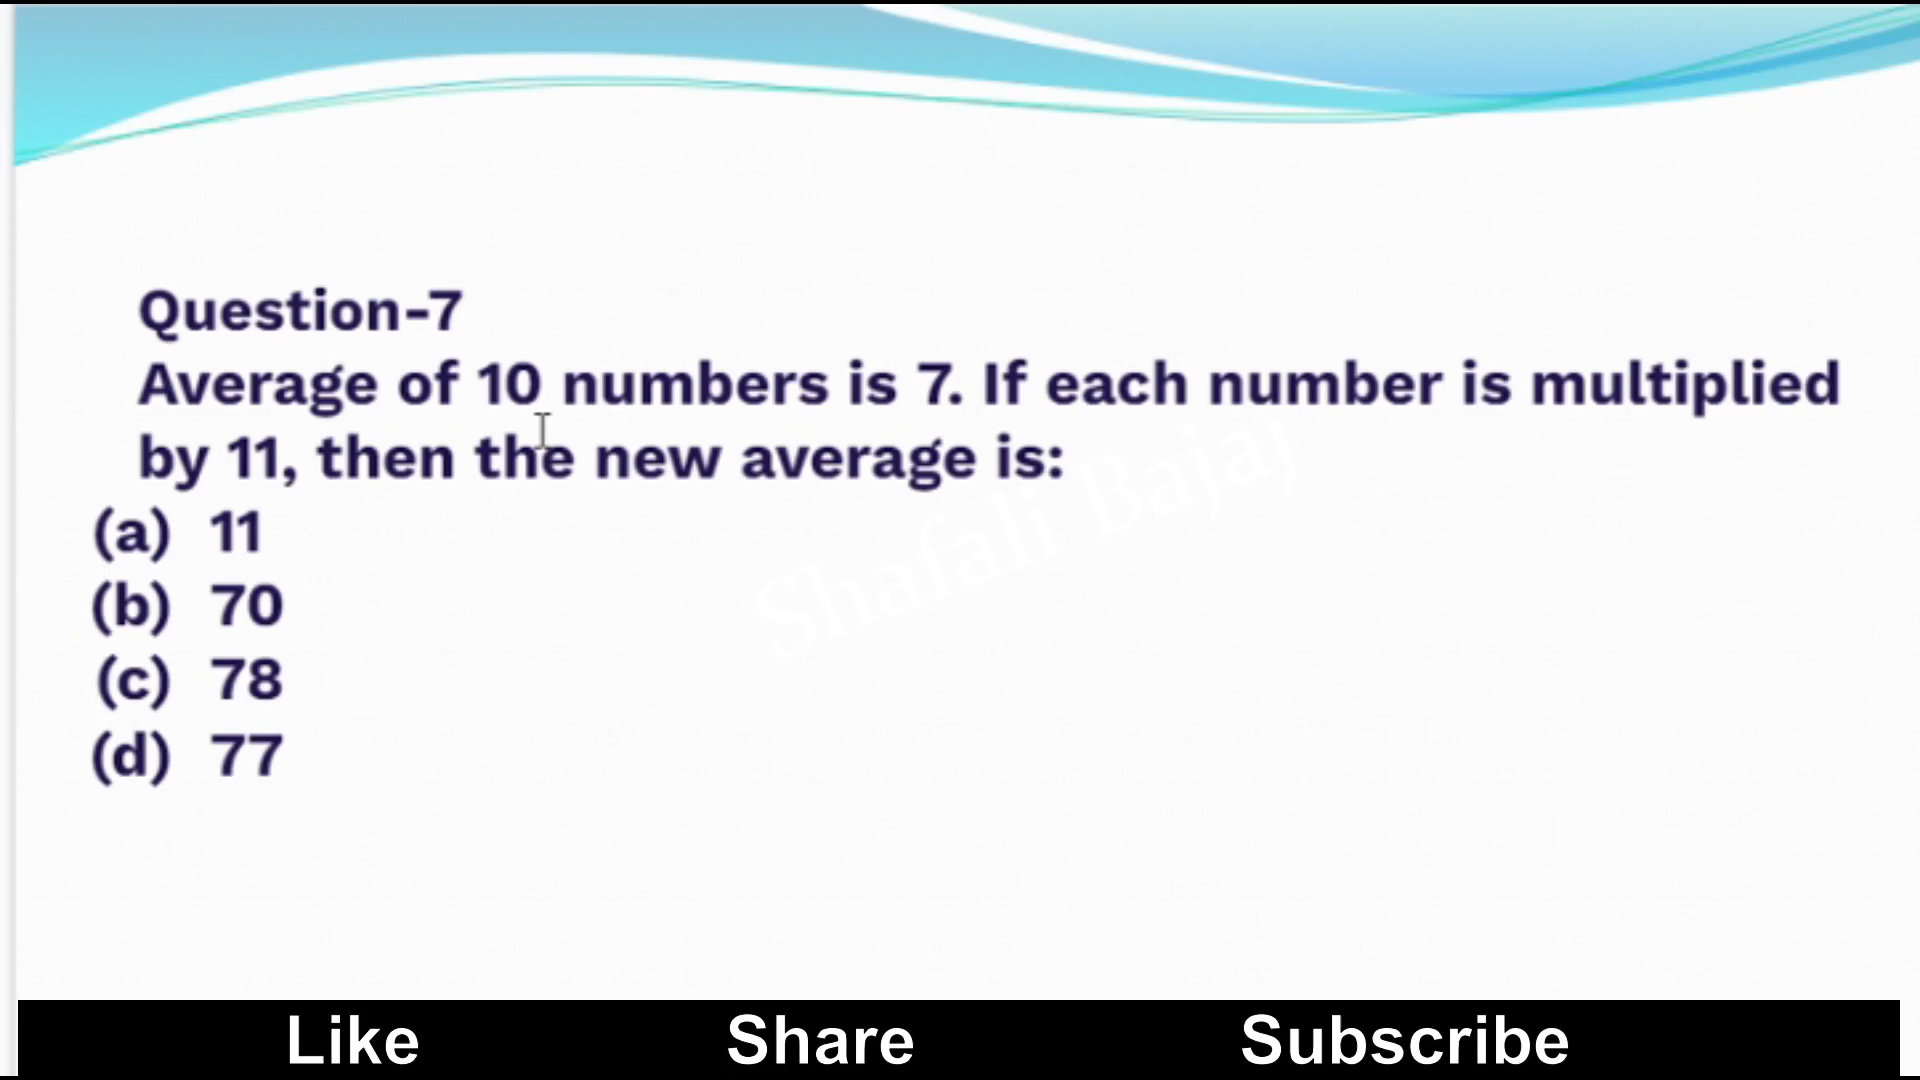 Question-7
Average of 10 numbers is 7. If each number is multiplied
by 11, then the new average is:
(a) 11
(b) 70
(c) 78
(d) 77
Shafali Bajaj
Like Share Subscribe